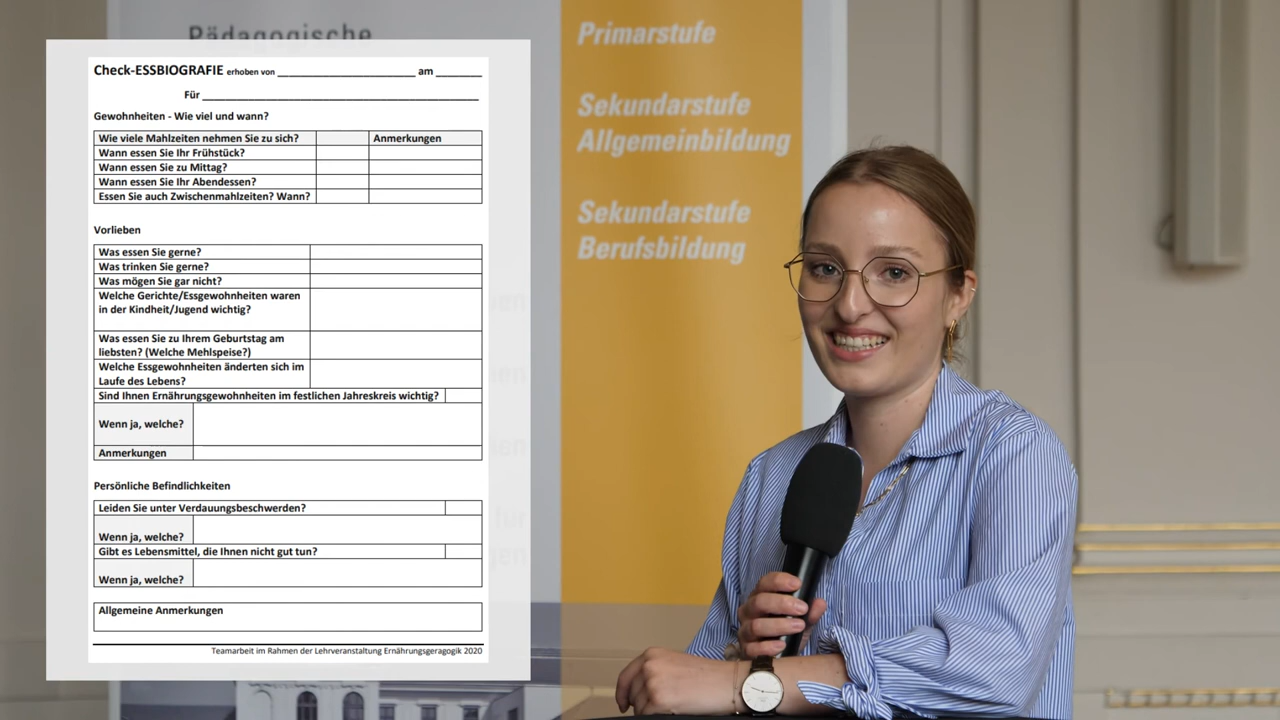 Pädagogische
Primarstufe
Sekundarstufe
Allgemeinbildung
Sekundarstufe
Berufsbildung
Check-ESSBIOGRAFIE erhoben von ____________________________ am ________
Für ____________________________________________
Gewohnheiten - Wie viel und wann?
Wie viele Mahlzeiten nehmen Sie zu sich? Anmerkungen
Wann essen Sie Ihr Frühstück?
Wann essen Sie zu Mittag?
Wann essen Sie Ihr Abendessen?
Essen Sie auch Zwischenmahlzeiten? Wann?
Vorlieben
Was essen Sie gerne?
Was trinken Sie gerne?
Was mögen Sie gar nicht?
Welche Gerichte/Essgewohnheiten waren
in der Kindheit/Jugend wichtig?
Was essen Sie zu Ihrem Geburtstag am
liebsten? (Welche Mehlspeise?)
Welche Essgewohnheiten änderten sich im
Laufe des Lebens?
Sind Ihnen Ernährungsgewohnheiten im festlichen Jahreskreis wichtig?
Wenn ja, welche?
Anmerkungen
Persönliche Befindlichkeiten
Leiden Sie unter Verdauungsbeschwerden?
Wenn ja, welche?
Gibt es Lebensmittel, die Ihnen nicht gut tun?
Wenn ja, welche?
Allgemeine Anmerkungen
Teamarbeit im Rahmen der Lehrveranstaltung Ernährungsgeragogik 2020